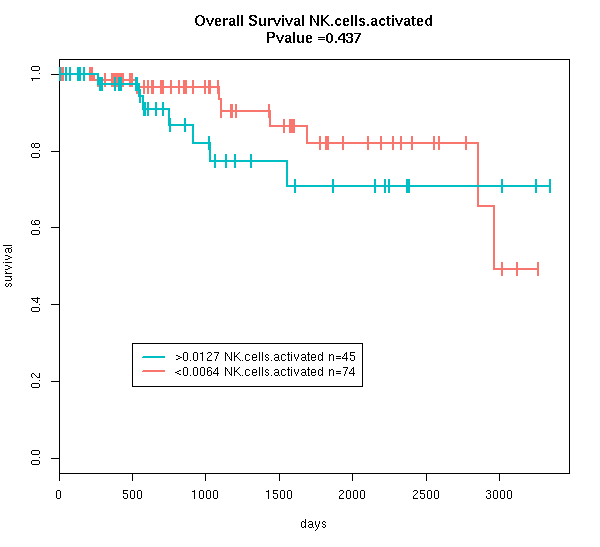 Overall Survival NK.cells.activated
Pvalue =0.437
survival
1.0
0.8
0.6
0.4
0.2
0.0
>0.0127 NK.cells.activated n=45
<0.0064 NK.cells.activated n=74
0 500 1000 1500 2000 2500 3000
days